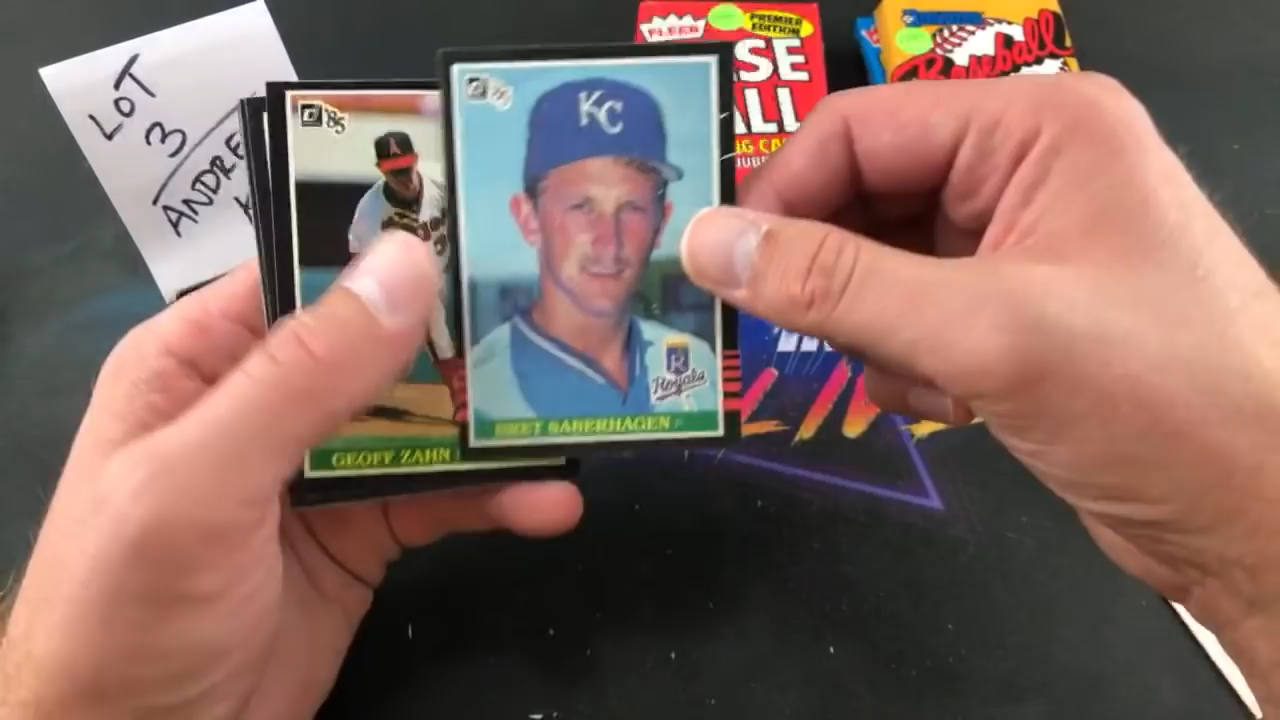 LOT
3
ANDRE
FLEER
PREMIER
EDITION
SE
ALL
Baseball
'85
GEOFF ZAHN
KC
Royals
BRET SABERHAGEN P
A